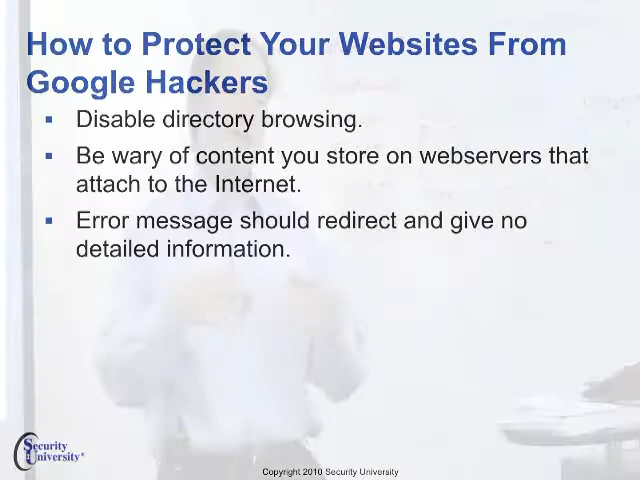 How to Protect Your Websites From
Google Hackers
▪ Disable directory browsing.
▪ Be wary of content you store on webservers that
attach to the Internet.
▪ Error message should redirect and give no
detailed information.
Security
University®
Copyright 2010 Security University